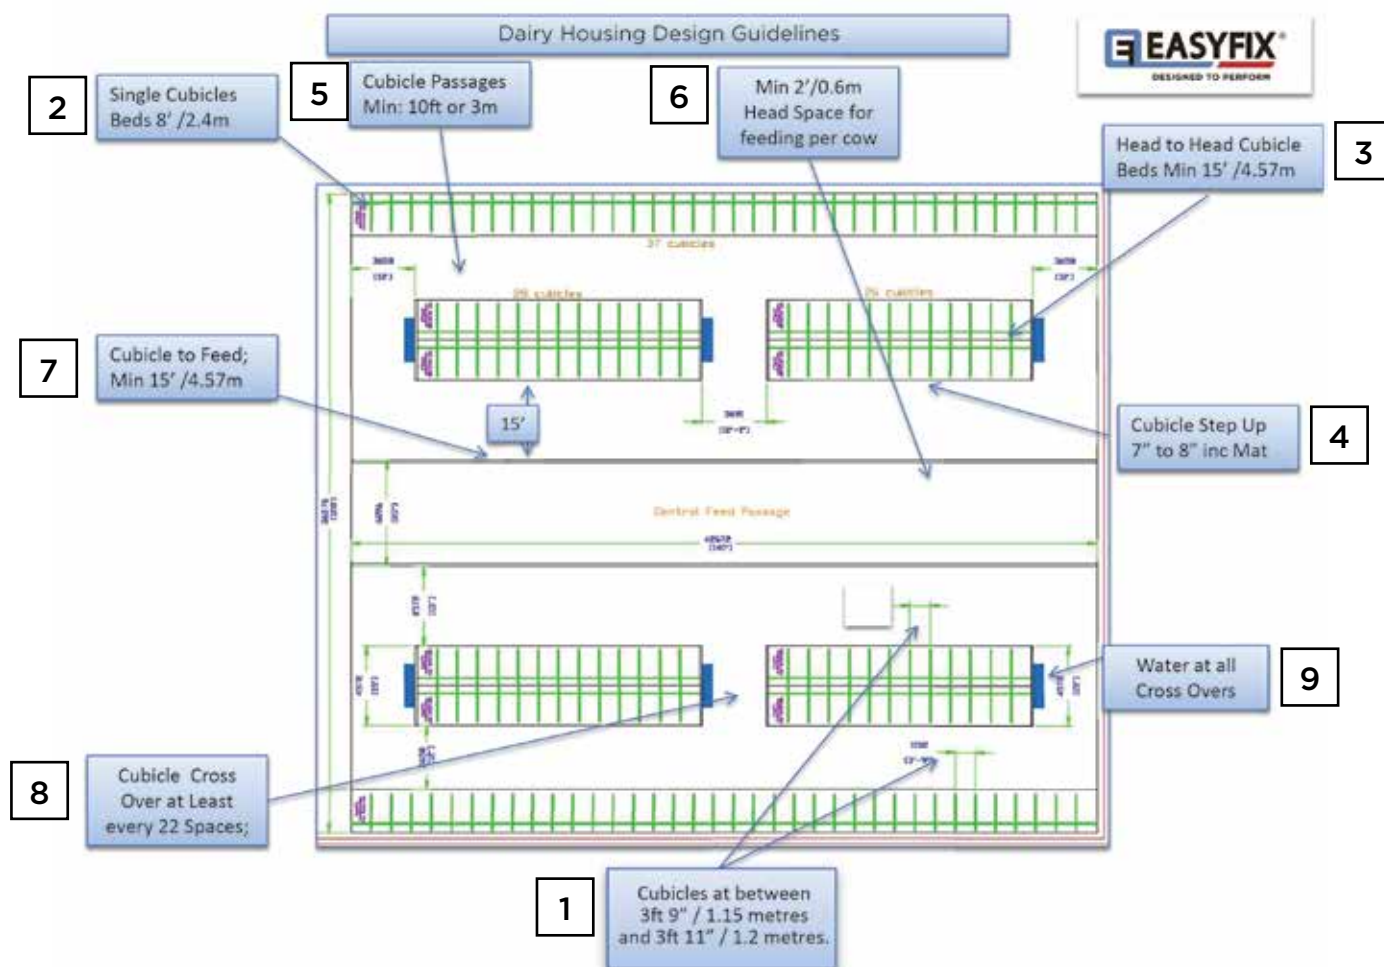 Dairy Housing Design Guidelines
EASYFIX®
DESIGNED TO PERFORM
2
Single Cubicles
Beds 8' /2.4m
5
Cubicle Passages
Min: 10ft or 3m
6
Min 2'/0.6m
Head Space for
feeding per cow
3
Head to Head Cubicle
Beds Min 15' /4.57m
37 cubicles
cubicles
cubicles
7
Cubicle to Feed;
Min 15' /4.57m
15'
4
Cubicle Step Up
7" to 8" inc Mat
Central Feed Passage
9
Water at all
Cross Overs
8
Cubicle Cross
Over at Least
every 22 Spaces;
1
Cubicles at between
3ft 9" / 1.15 metres
and 3ft 11" / 1.2 metres.